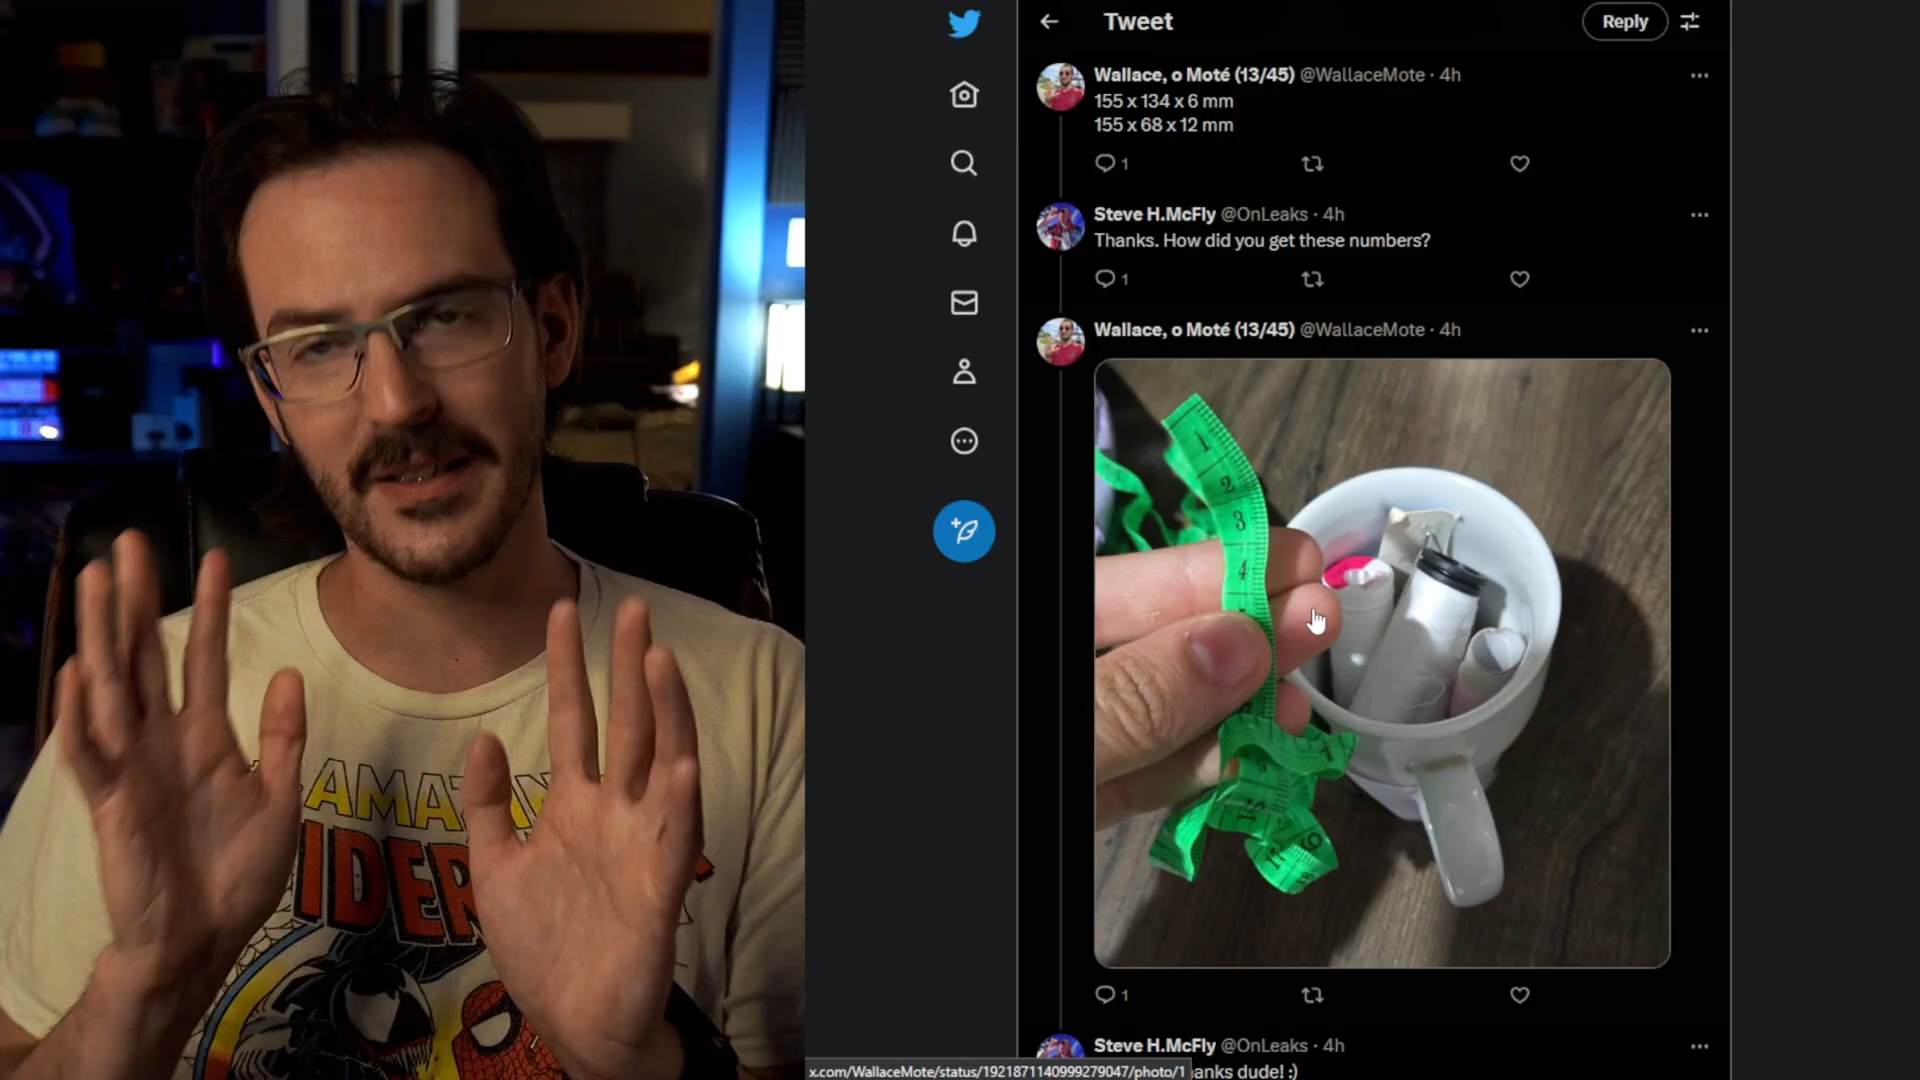 Tweet
Reply
Wallace, o Moté (13/45) @WallaceMote · 4h
155 x 134 x 6 mm
155 x 68 x 12 mm
1
Steve H.McFly @OnLeaks · 4h
Thanks. How did you get these numbers?
1
Wallace, o Moté (13/45) @WallaceMote · 4h
1
2
3
4
1
Steve H.McFly @OnLeaks · 4h
anks dude! :)
x.com/WallaceMote/status/1921871140999279047/photo/1
AMAZIN
IDER